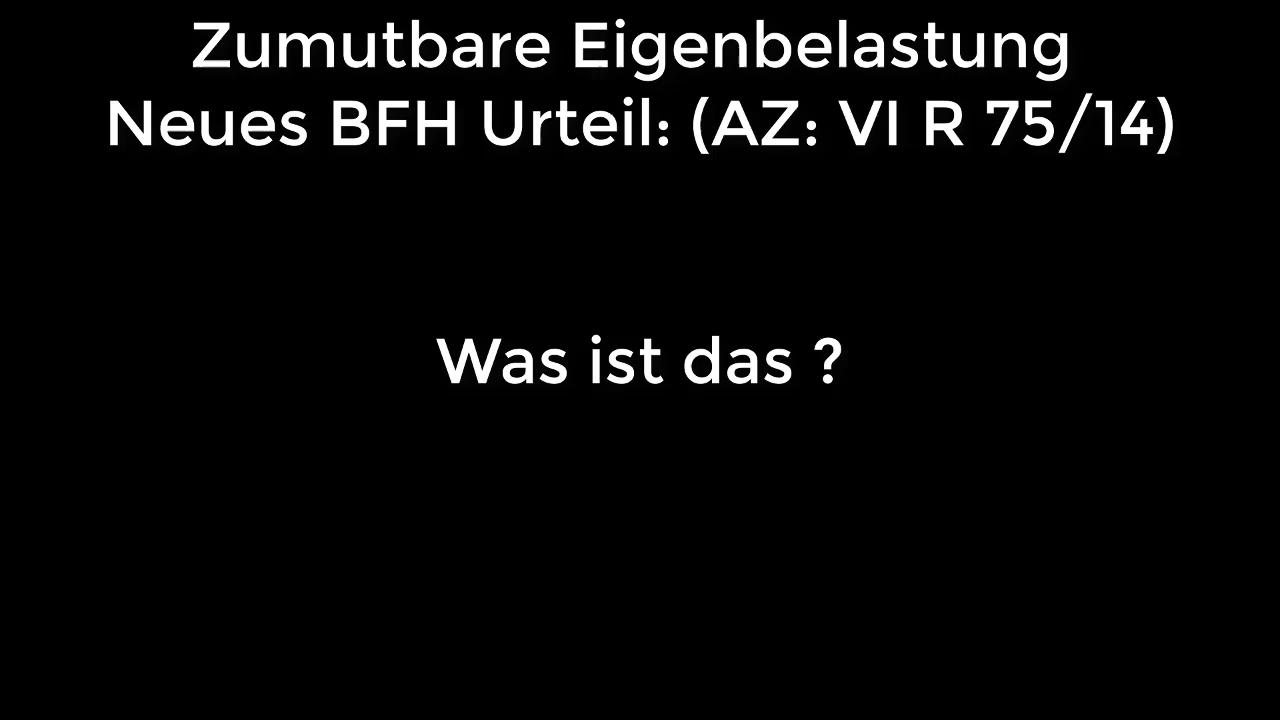 Zumutbare Eigenbelastung
Neues BFH Urteil: (AZ: VI R 75/14)
Was ist das ?